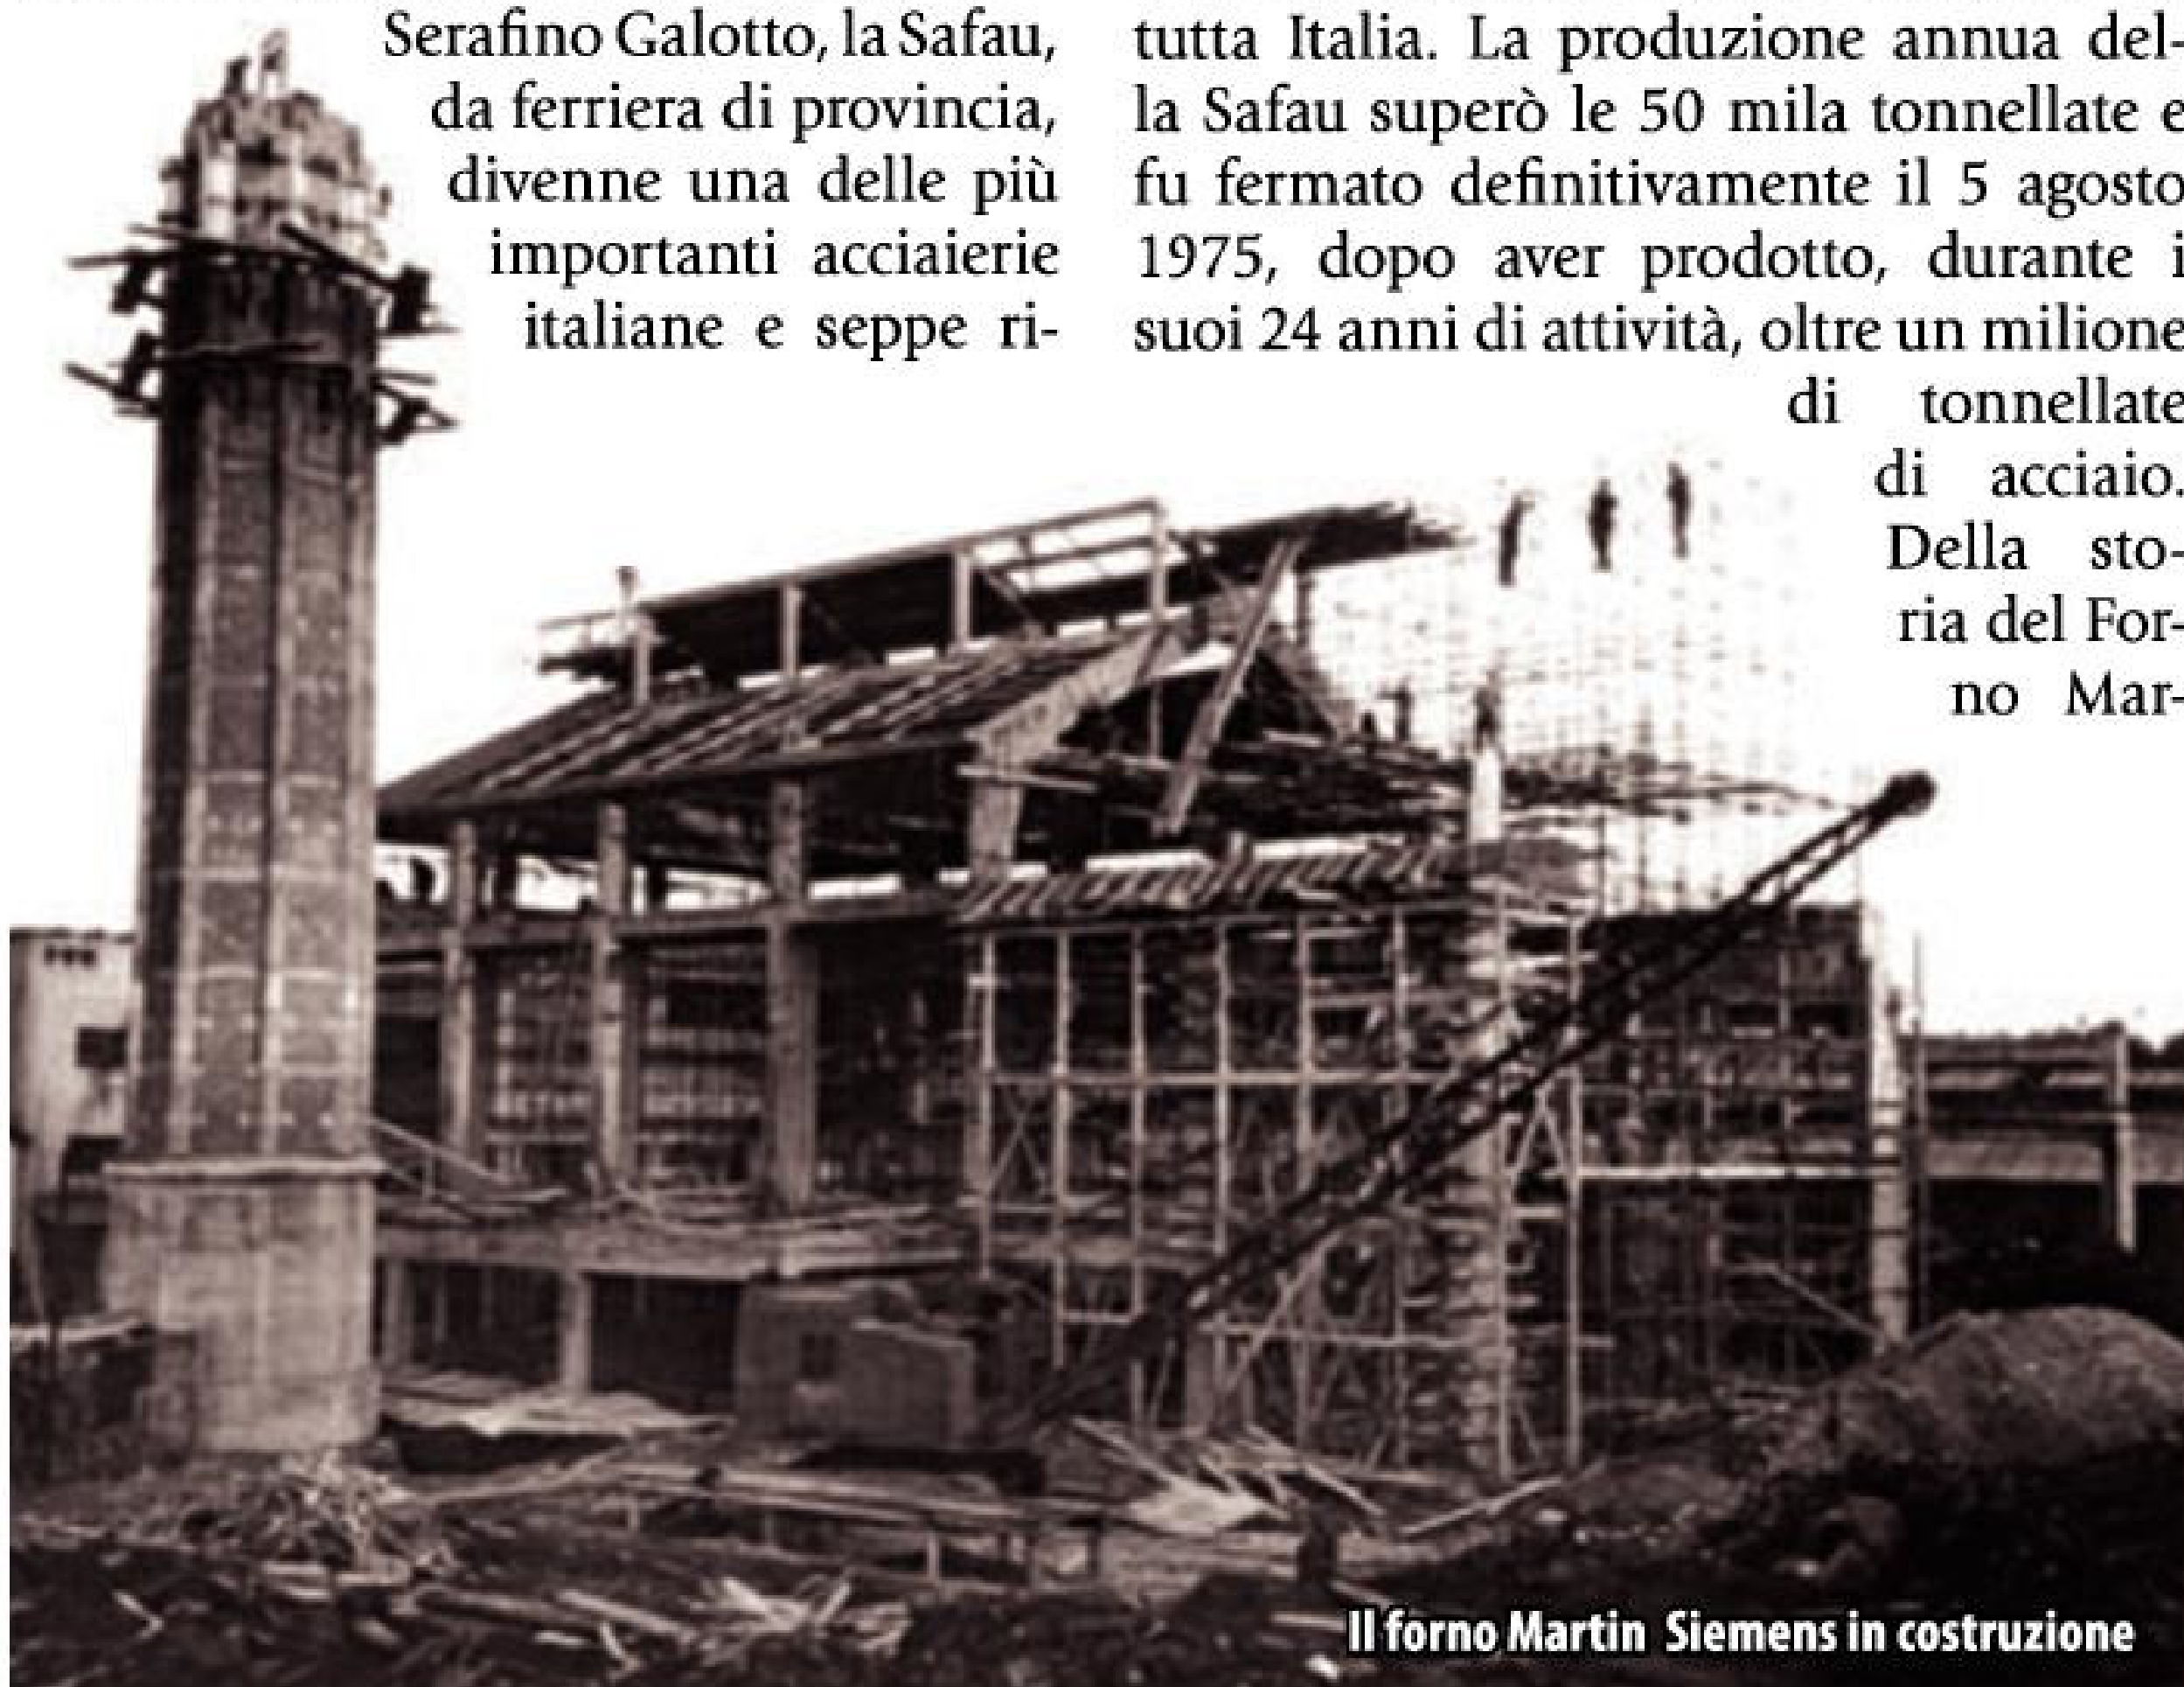 Serafino Galotto, la Safau,
da ferriera di provincia,
divenne una delle più
importanti acciaierie
italiane e seppe ri-
tutta Italia. La produzione annua del-
la Safau superò le 50 mila tonnellate e
fu fermato definitivamente il 5 agosto
1975, dopo aver prodotto, durante i
suoi 24 anni di attività, oltre un milione
di tonnellate
di acciaio.
Della sto-
ria del For-
no Mar-
Il forno Martin Siemens in costruzione